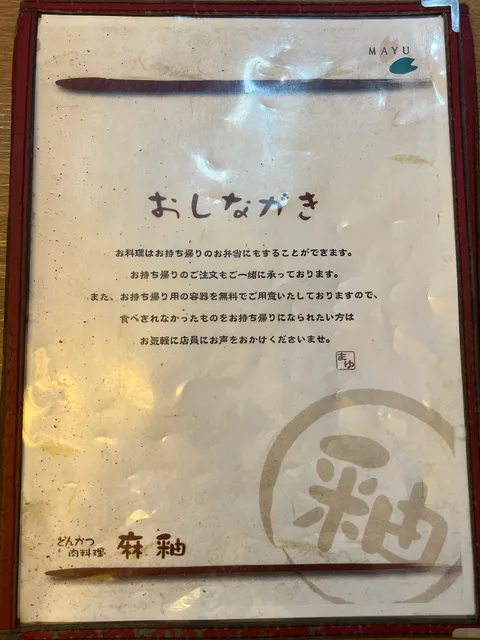 MAYU
おしながき
お料理はお持ち帰りのお弁当にもすることができます。
お持ち帰りのご注文もご一緒に承っております。
また、お持ち帰り用の容器を無料でご用意いたしておりますので、
食べきれなかったものをお持ち帰りになられたい方は
お気軽に店員にお声をおかけくださいませ。
まゆ
釉
とんかつ
肉料理 麻釉